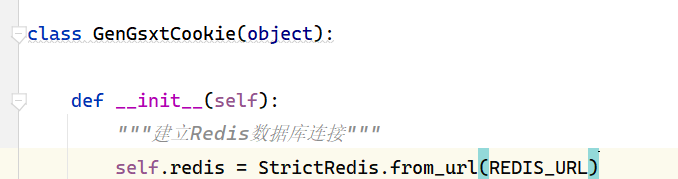 class GenGsxtCookie(object):
def __init__(self):
"""建立Redis数据库连接"""
self.redis = StrictRedis.from_url(REDIS_URL)